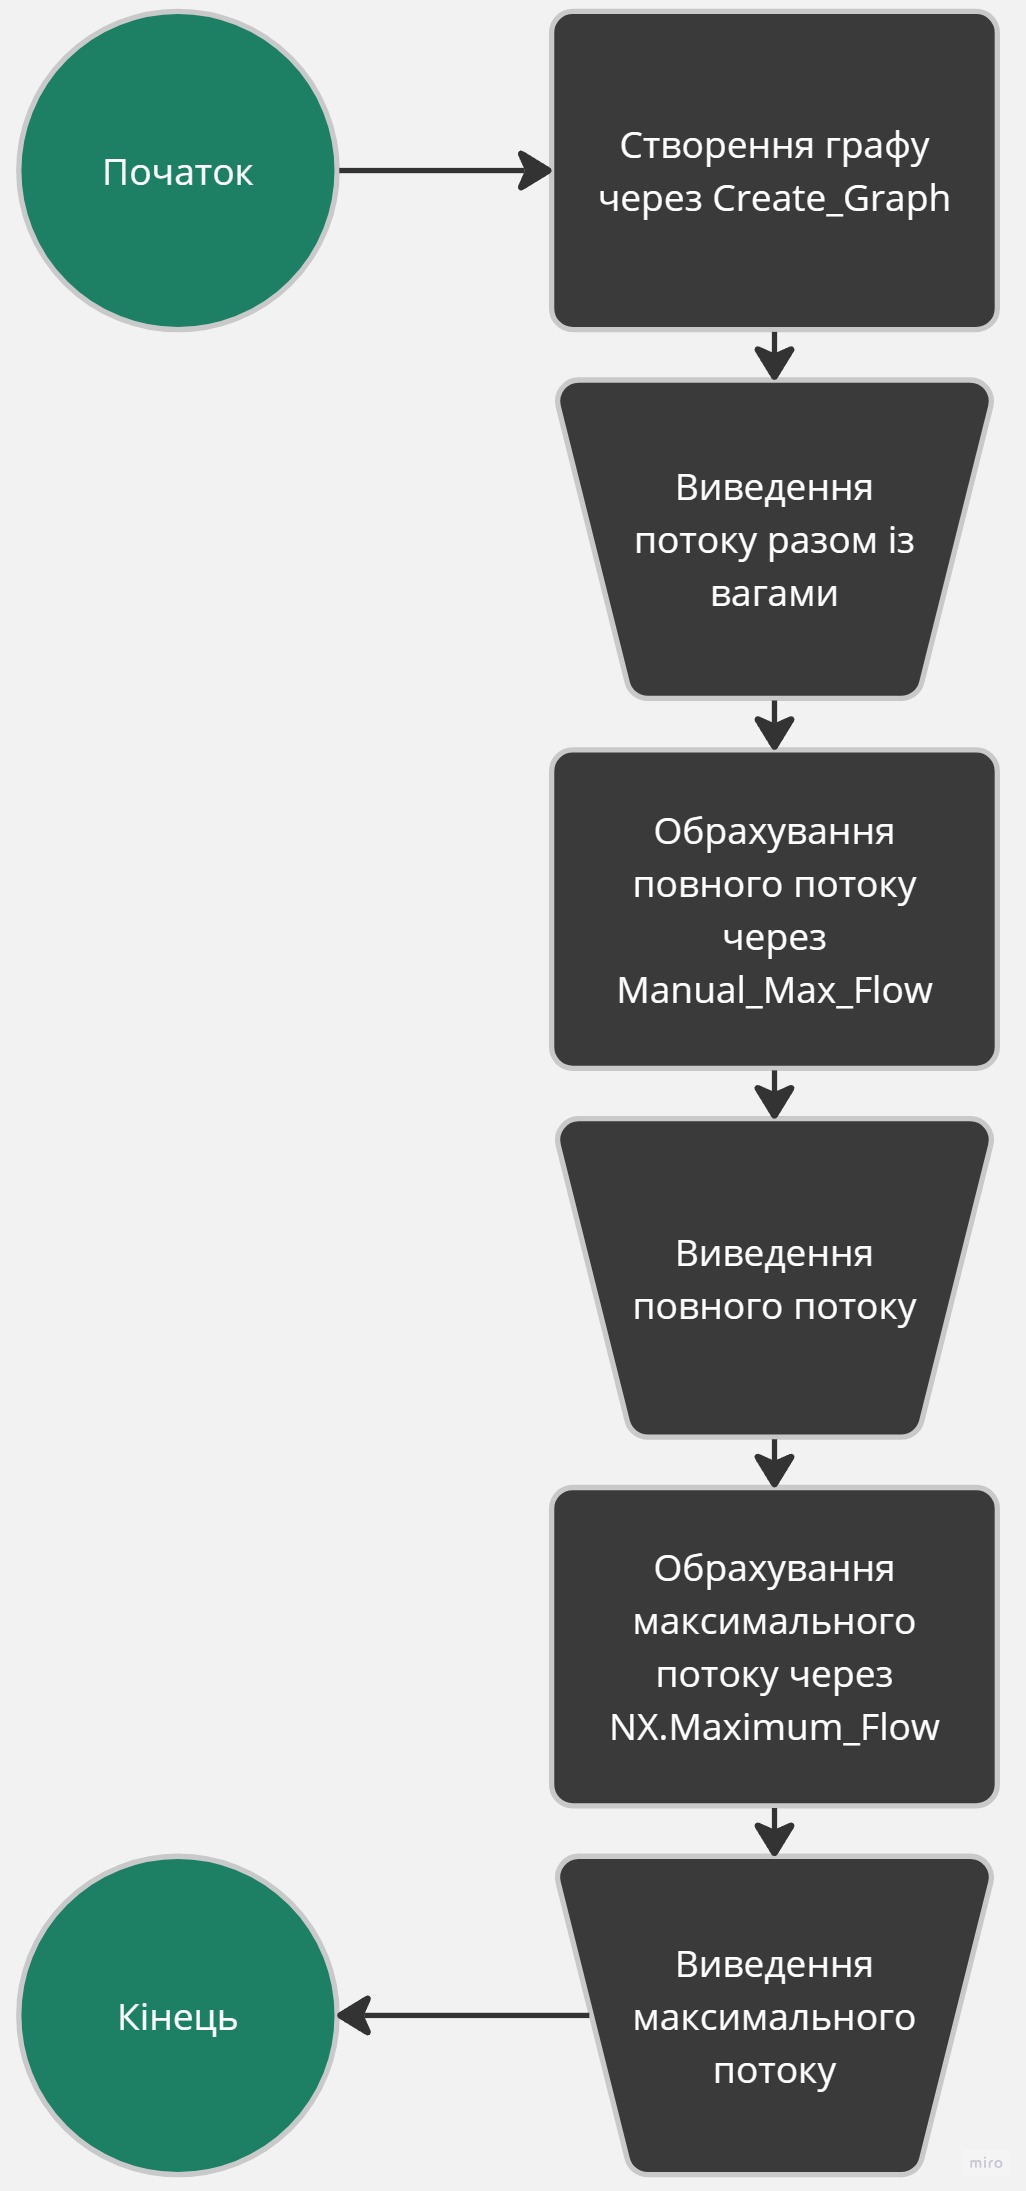 Початок
Створення графу
через Create_Graph
Виведення
потоку разом із
вагами
Обрахування
повного потоку
через
Manual_Max_Flow
Виведення
повного потоку
Обрахування
максимального
потоку через
NX.Maximum_Flow
Виведення
максимального
потоку
Кінець
miro